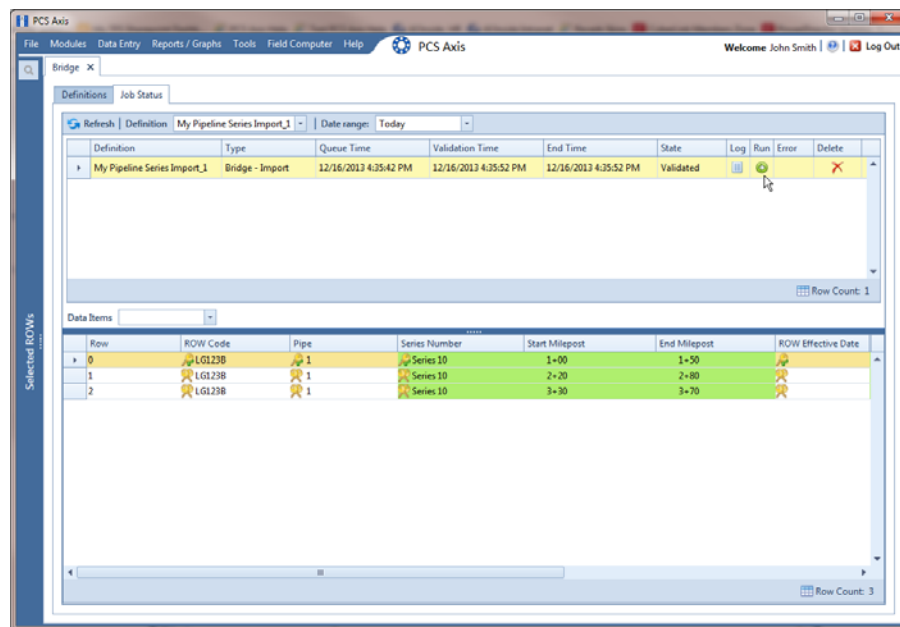 PCS Axis
File Modules Data Entry Reports / Graphs Tools Field Computer Help PCS Axis Welcome John Smith | | Log Out
Bridge
Definitions Job Status
Refresh | Definition My Pipeline Series Import_1 | Date range: Today
Definition Type Queue Time Validation Time End Time State Log Run Error Delete
My Pipeline Series Import_1 Bridge - Import 12/16/2013 4:35:42 PM 12/16/2013 4:35:52 PM 12/16/2013 4:35:52 PM Validated
Row Count: 1
Selected ROWs
Data Items
Row ROW Code Pipe Series Number Start Milepost End Milepost ROW Effective Date
0 LG123B 1 Series 10 1+00 1+50
1 LG123B 1 Series 10 2+20 2+80
2 LG123B 1 Series 10 3+30 3+70
Row Count: 3